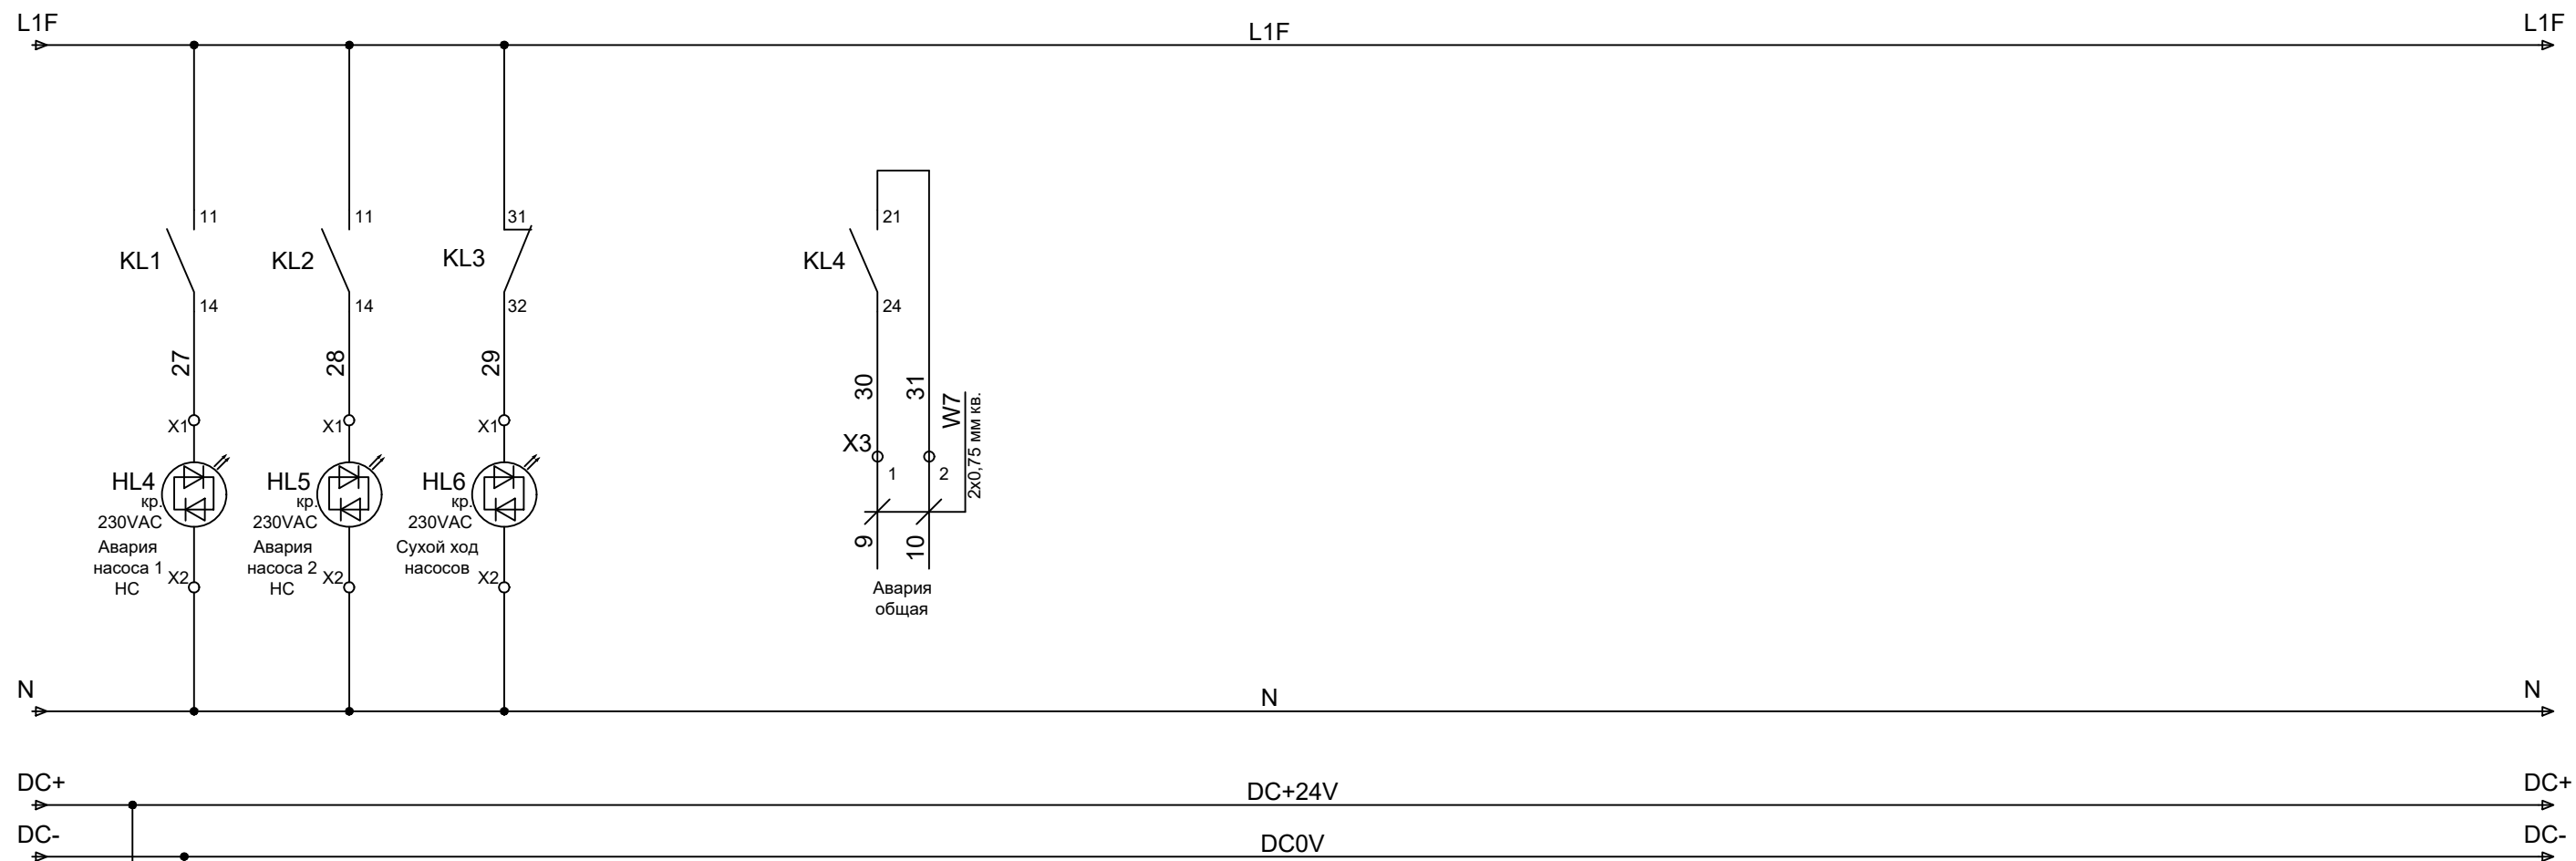 L1F
L1F
L1F
11
11
31
21
KL1
KL2
KL3
KL4
14
14
32
24
27
28
29
30
31
W7
2x0,75 мм кв.
X1
X1
X1
X3
1
2
HL4
кр.
230VAC
Авария
насоса 1
НС
X2
HL5
кр.
230VAC
Авария
насоса 2
НС
X2
HL6
кр.
230VAC
Сухой ход
насосов
X2
9
10
Авария
общая
N
N
N
DC+
DC+24V
DC+
DC-
DC0V
DC-